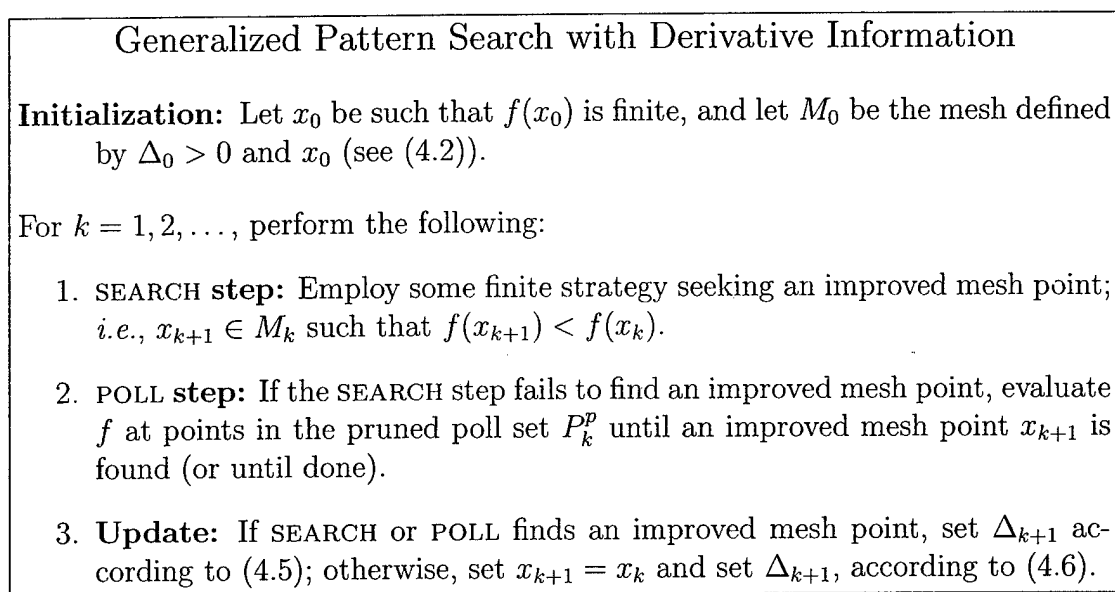 Generalized Pattern Search with Derivative Information
Initialization: Let x₀ be such that f(x₀) is finite, and let M₀ be the mesh defined
by Δ₀ > 0 and x₀ (see (4.2)).
For k = 1, 2, . . . , perform the following:
1. SEARCH step: Employ some finite strategy seeking an improved mesh point;
i.e., xₖ₊₁ ∈ Mₖ such that f(xₖ₊₁) < f(xₖ).
2. POLL step: If the SEARCH step fails to find an improved mesh point, evaluate
f at points in the pruned poll set Pₖᵖ until an improved mesh point xₖ₊₁ is
found (or until done).
3. Update: If SEARCH or POLL finds an improved mesh point, set Δₖ₊₁ ac-
cording to (4.5); otherwise, set xₖ₊₁ = xₖ and set Δₖ₊₁, according to (4.6).